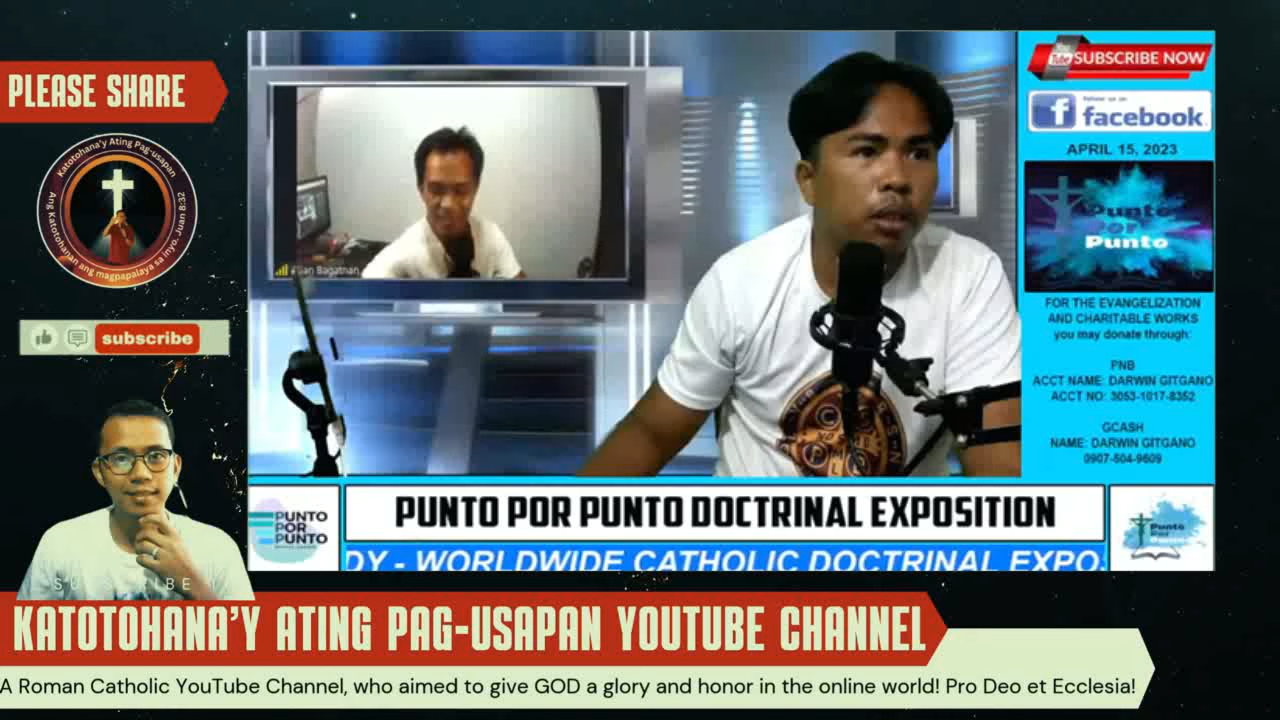 PLEASE SHARE
Katotohana'y Ating Pag-usapan
Ang Katotohanan ang magpapalaya sa inyo. Juan 8:32
subscribe
Bagatnan
SUBSCRIBE NOW
facebook
APRIL 15, 2023
Punto
Por
Punto
FOR THE EVANGELIZATION
AND CHARITABLE WORKS
you may donate through:
PNB
ACCT NAME: DARWIN GITGANO
ACCT NO: 3053-1017-8352
GCASH
NAME: DARWIN GITGANO
0907-504-9609
PUNTO
POR
PUNTO
PUNTO POR PUNTO DOCTRINAL EXPOSITION
DY - WORLDWIDE CATHOLIC DOCTRINAL EXPO
Punto
Por
KATOTOHANA'Y ATING PAG-USAPAN YOUTUBE CHANNEL
A Roman Catholic YouTube Channel, who aimed to give GOD a glory and honor in the online world! Pro Deo et Ecclesia!